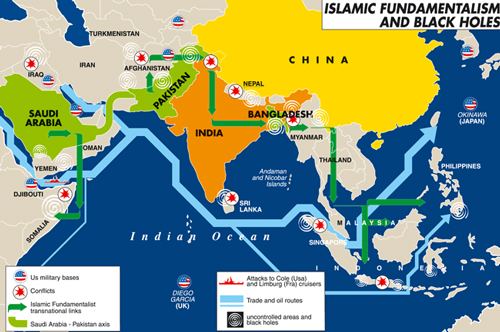 ISLAMIC FUNDAMENTALISM
AND BLACK HOLES
TURKMENISTAN
CHINA
IRAQ
IRAN
AFGHANISTAN
PAKISTAN
NEPAL
SAUDI
ARABIA
OMAN
BANGLADESH
INDIA
MYANMAR
OKINAWA
(JAPAN)
YEMEN
THAILAND
PHILIPPINES
DJIBOUTI
Andaman
and Nicobar
Islands
SRI
LANKA
SOMALIA
MALAYSIA
SINGAPORE
Indian Ocean
INDONESIA
DIEGO
GARCIA
(UK)
Us military bases
Conflicts
Islamic Fundamentalist
transnational links
Saudi Arabia - Pakistan axis
Attacks to Cole (Usa)
and Limburg (Fra) cruisers
Trade and oil routes
uncontrolled areas and
black holes